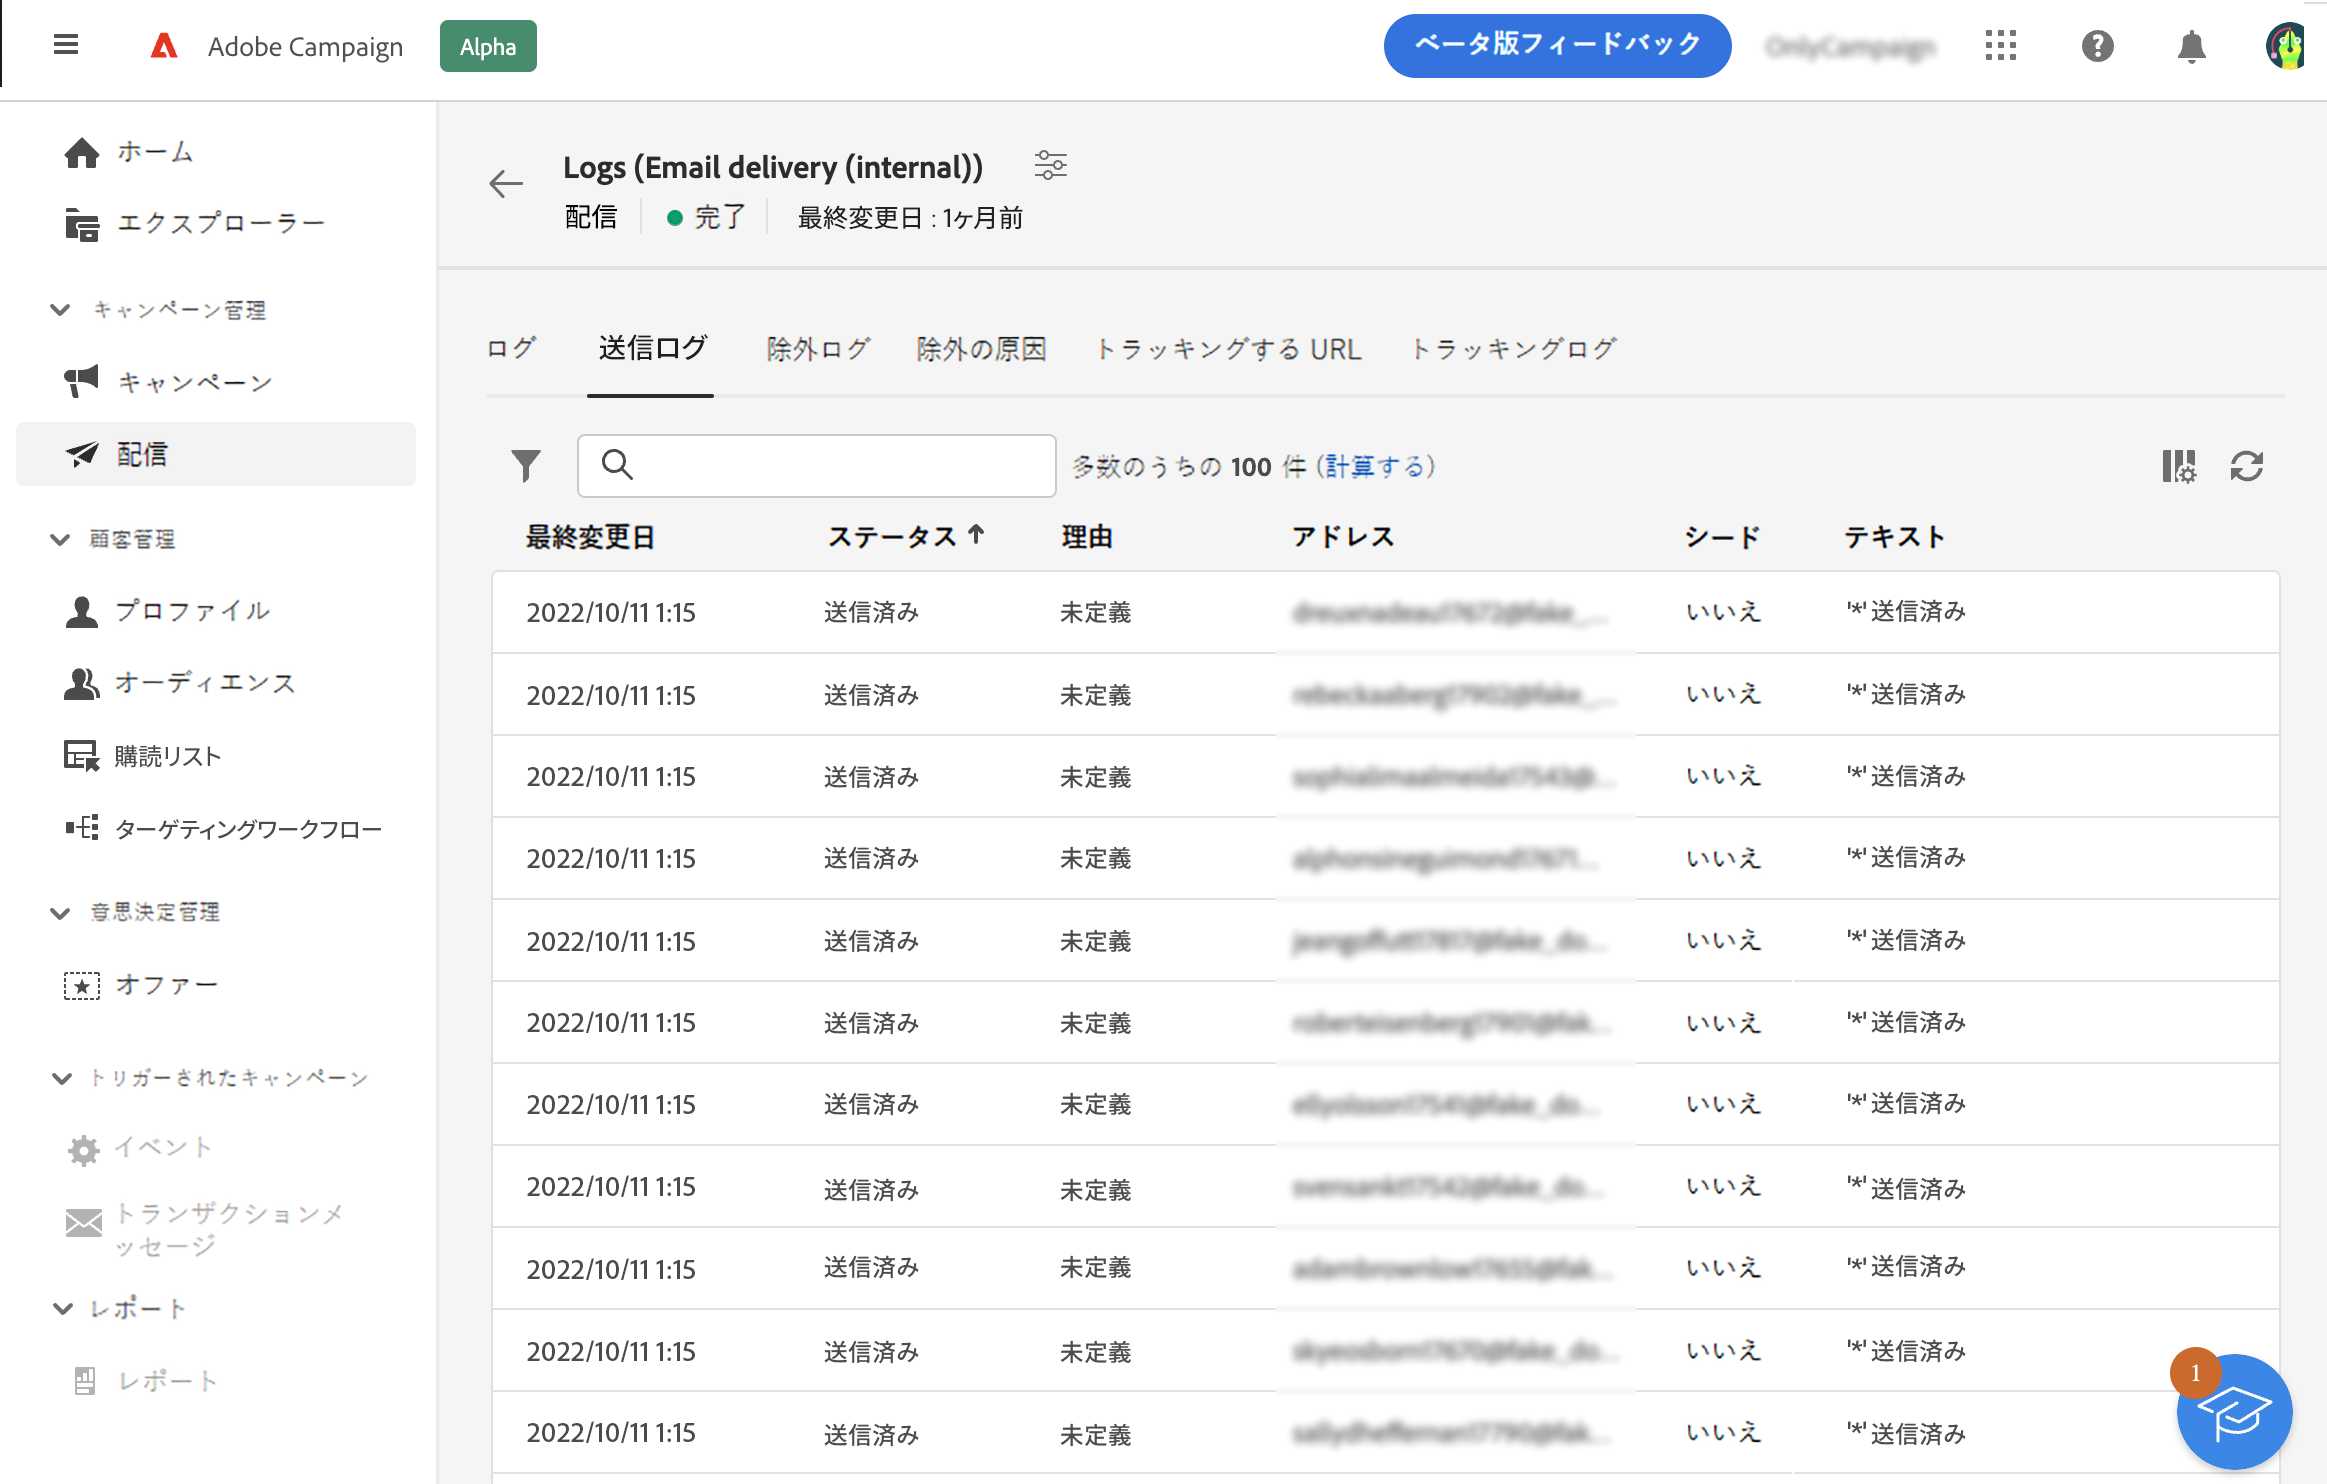 Adobe Campaign
Alpha
ベータ版フィードバック
ホーム
エクスプローラー
キャンペーン管理
キャンペーン
配信
顧客管理
プロファイル
オーディエンス
購読リスト
ターゲティングワークフロー
意思決定管理
オファー
トリガーされたキャンペーン
イベント
トランザクションメ
ッセージ
レポート
レポート
Logs (Email delivery (internal))
配信 完了 最終変更日 : 1ヶ月前
ログ 送信ログ 除外ログ 除外の原因 トラッキングする URL トラッキングログ
多数のうちの 100 件 (計算する)
最終変更日 ステータス ↑ 理由 アドレス シード テキスト
2022/10/11 1:15 送信済み 未定義 いいえ '*' 送信済み
2022/10/11 1:15 送信済み 未定義 いいえ '*' 送信済み
2022/10/11 1:15 送信済み 未定義 いいえ '*' 送信済み
2022/10/11 1:15 送信済み 未定義 いいえ '*' 送信済み
2022/10/11 1:15 送信済み 未定義 いいえ '*' 送信済み
2022/10/11 1:15 送信済み 未定義 いいえ '*' 送信済み
2022/10/11 1:15 送信済み 未定義 いいえ '*' 送信済み
2022/10/11 1:15 送信済み 未定義 いいえ '*' 送信済み
2022/10/11 1:15 送信済み 未定義 いいえ '*' 送信済み
2022/10/11 1:15 送信済み 未定義 いいえ '*' 送信済み
2022/10/11 1:15 送信済み 未定義 いいえ '*' 送信済み
1